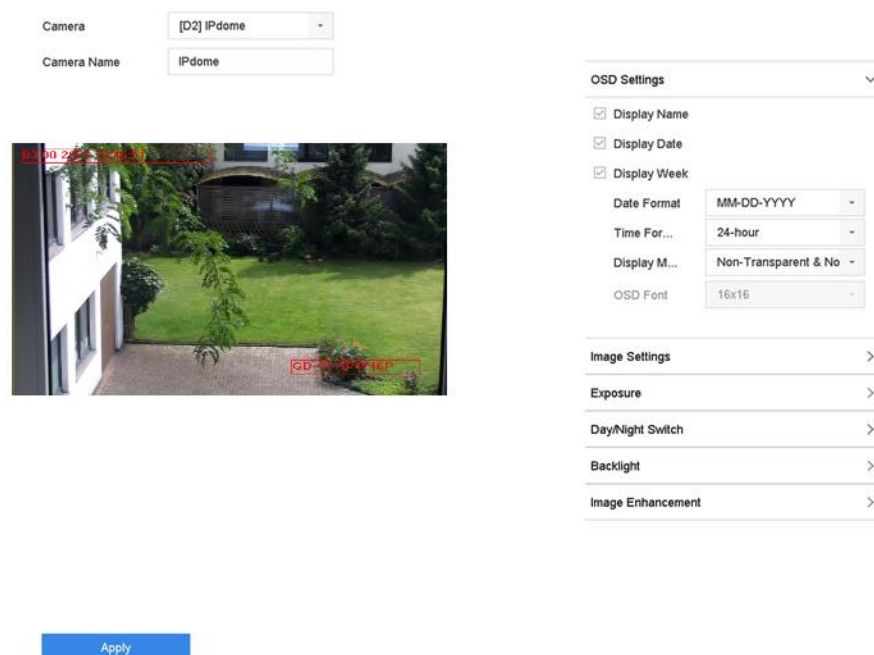 Camera
[D2] IPdome
Camera Name
IPdome
OSD Settings
Display Name
Display Date
Display Week
Date Format
MM-DD-YYYY
Time For...
24-hour
Display M...
Non-Transparent & No
OSD Font
16x16
Image Settings
Exposure
Day/Night Switch
Backlight
Image Enhancement
Apply